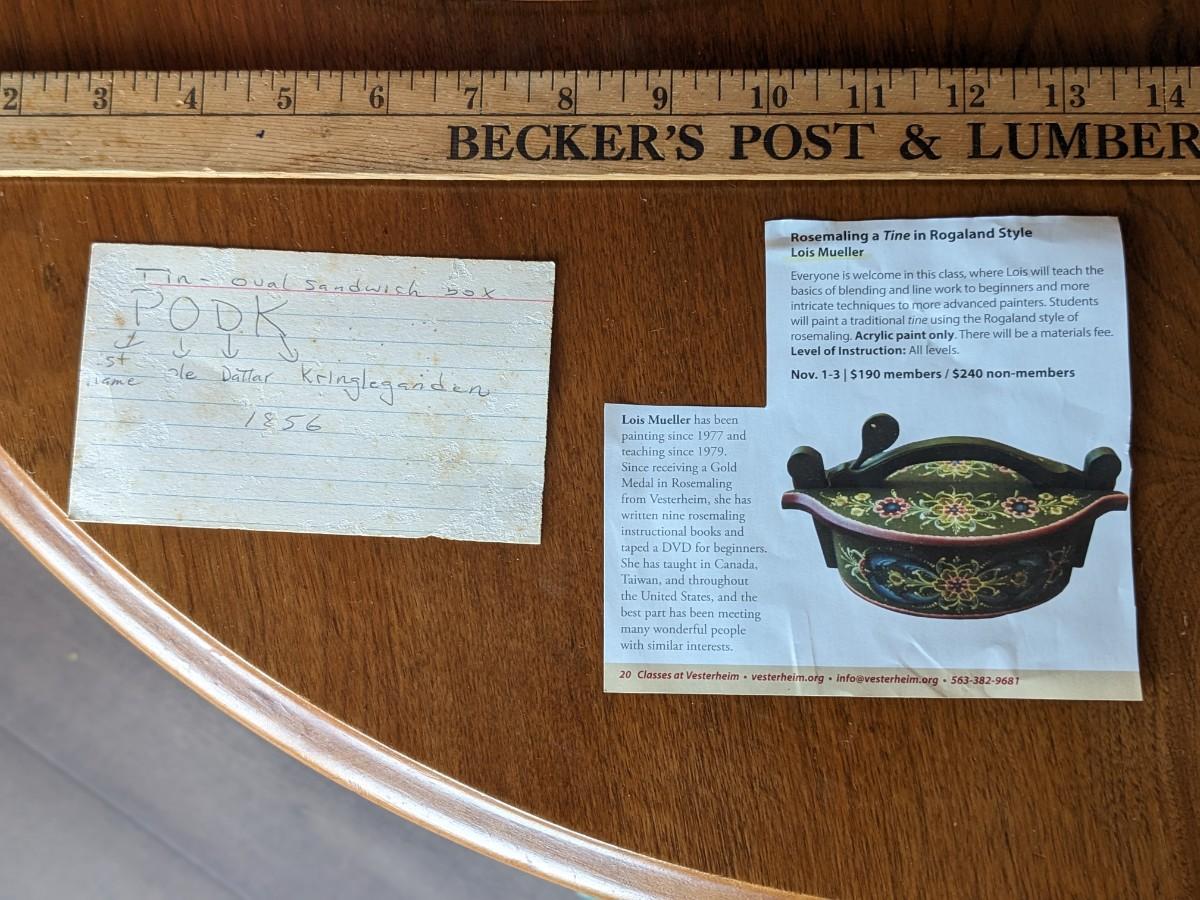 2 3 4 5 6 7 8 9 10 11 12 13 14
BECKER'S POST & LUMBER
Tin - oval sandwich box
PODK
st
ame
le Dattar Kringlegarden
1856
Rosemaling a Tine in Rogaland Style
Lois Mueller
Everyone is welcome in this class, where Lois will teach the
basics of blending and line work to beginners and more
intricate techniques to more advanced painters. Students
will paint a traditional tine using the Rogaland style of
rosemaling. Acrylic paint only. There will be a materials fee.
Level of Instruction: All levels.
Nov. 1-3 | $190 members / $240 non-members
Lois Mueller has been
painting since 1977 and
teaching since 1979.
Since receiving a Gold
Medal in Rosemaling
from Vesterheim, she has
written nine rosemaling
instructional books and
taped a DVD for beginners.
She has taught in Canada,
Taiwan, and throughout
the United States, and the
best part has been meeting
many wonderful people
with similar interests.
20 Classes at Vesterheim • vesterheim.org • info@vesterheim.org • 563-382-9681